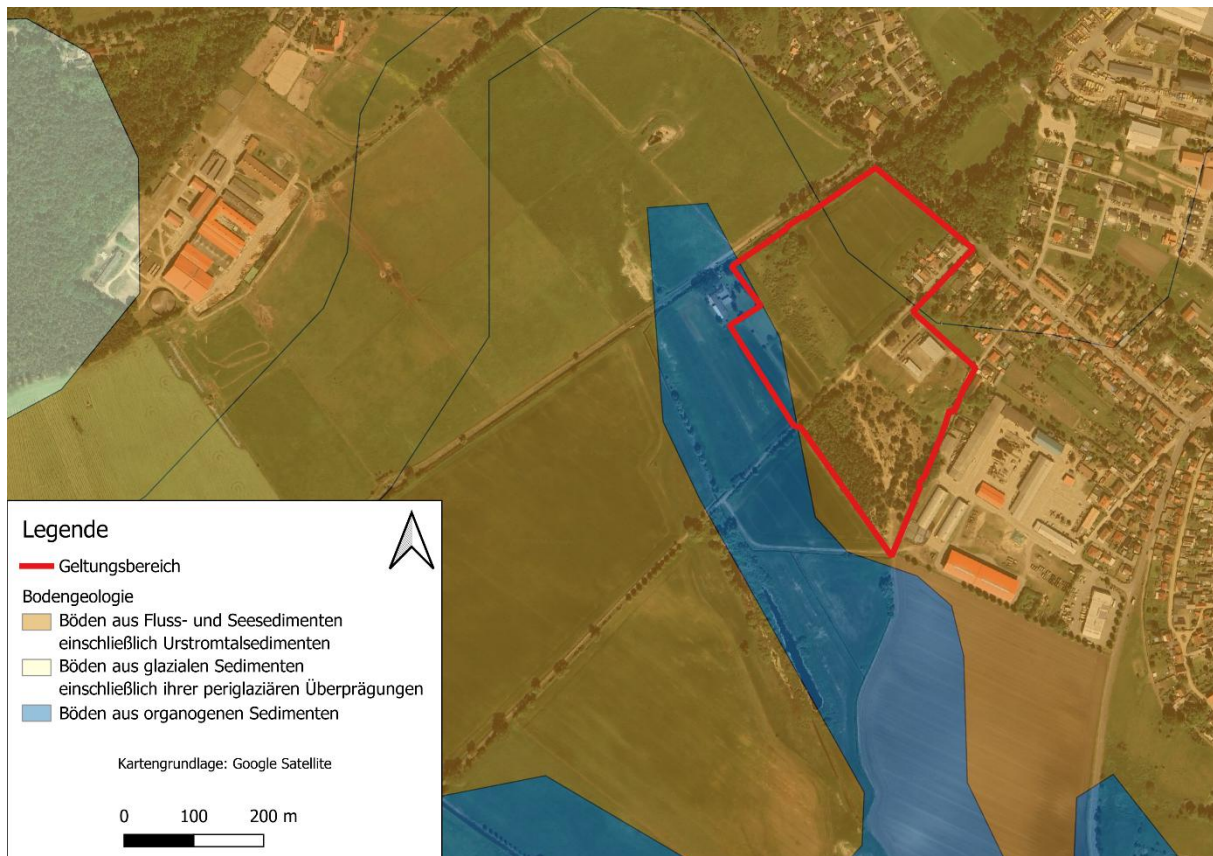 Legende
Geltungsbereich
Bodengeologie
Böden aus Fluss- und Seesedimenten
einschließlich Urstromtalsedimenten
Böden aus glazialen Sedimenten
einschließlich ihrer periglaziären Überprägungen
Böden aus organogenen Sedimenten
Kartengrundlage: Google Satellite
0 100 200 m